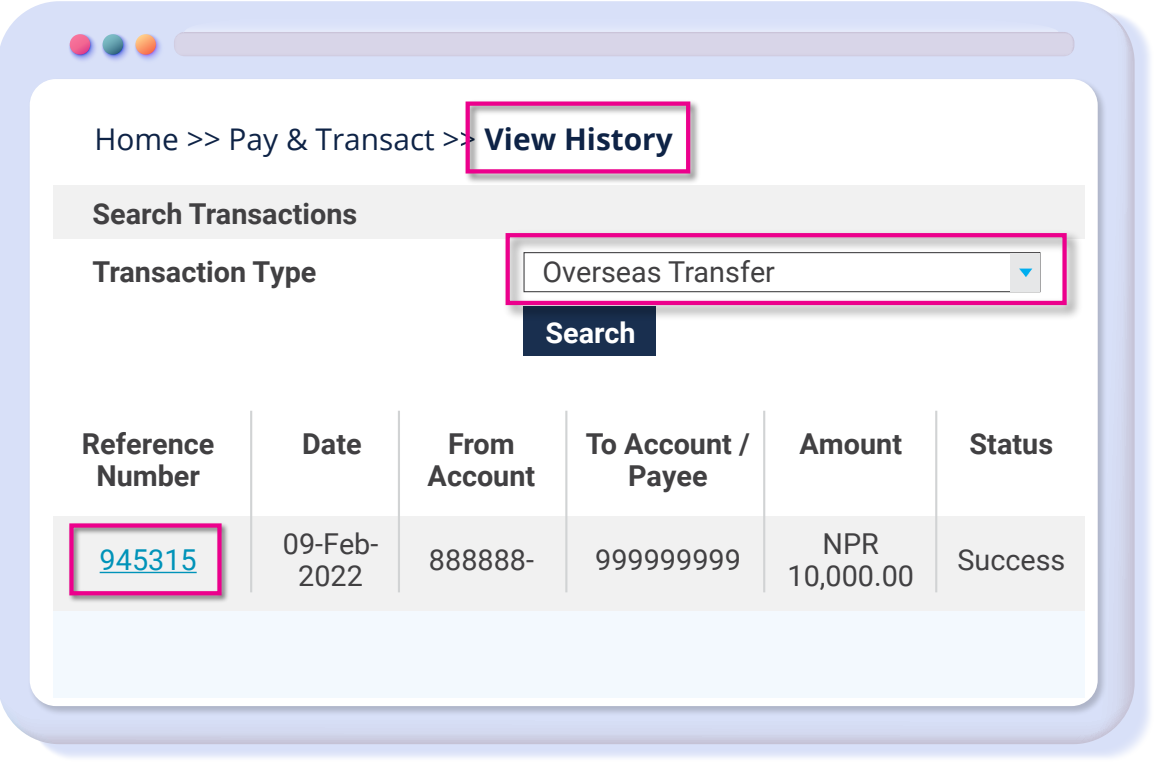 Home >> Pay & Transact >> View History
Search Transactions
Transaction Type
Overseas Transfer
Search
Reference Number
Date
From Account
To Account / Payee
Amount
Status
945315
09-Feb-2022
888888-
999999999
NPR 10,000.00
Success